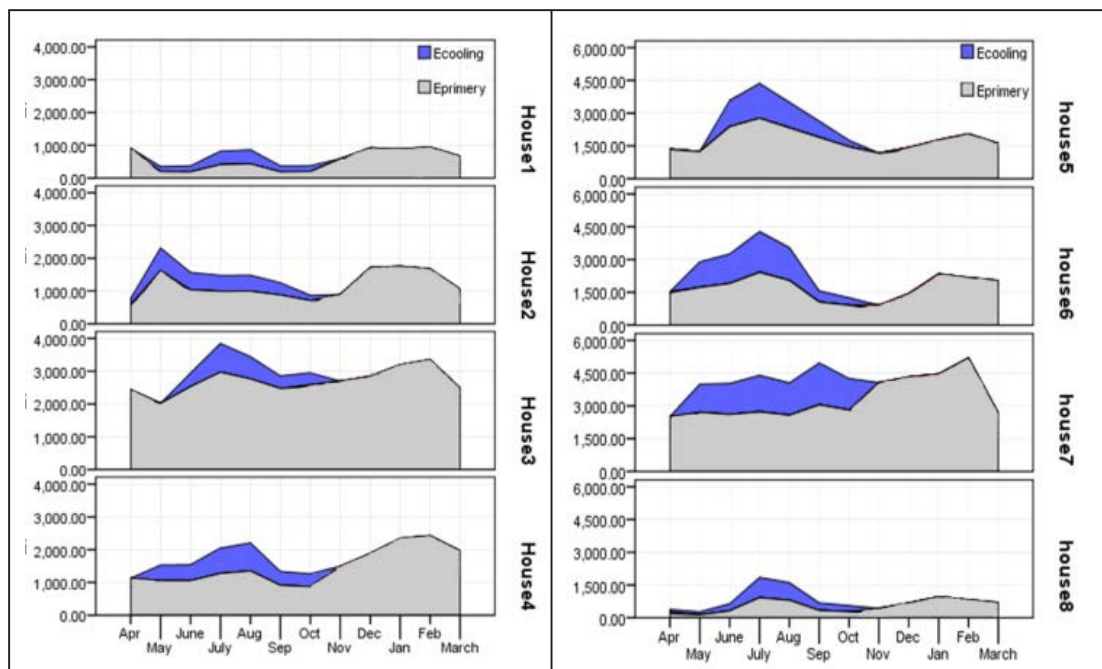 4,000.00
3,000.00
2,000.00
1,000.00
0.00
Ecooling
Eprimery
House1
4,000.00
3,000.00
2,000.00
1,000.00
0.00
House2
4,000.00
3,000.00
2,000.00
1,000.00
0.00
House3
4,000.00
3,000.00
2,000.00
1,000.00
0.00
House4
Apr May June July Aug Sep Oct Nov Dec Jan Feb March
6,000.00
4,500.00
3,000.00
1,500.00
0.00
Ecooling
Eprimery
house5
6,000.00
4,500.00
3,000.00
1,500.00
0.00
house6
6,000.00
4,500.00
3,000.00
1,500.00
0.00
house7
6,000.00
4,500.00
3,000.00
1,500.00
0.00
house8
Apr May June July Aug Sep Oct Nov Dec Jan Feb March